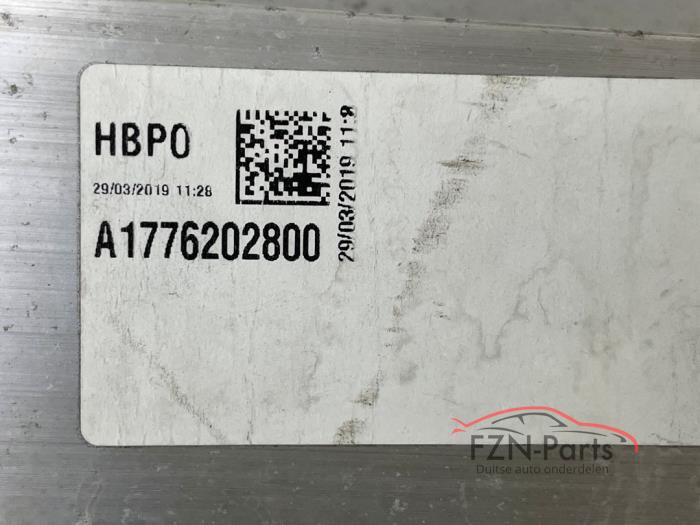 HBPO
29/03/2019 11:28
A1776202800
29/03/2019 11:2
FZN-Parts
Duitse auto onderdelen